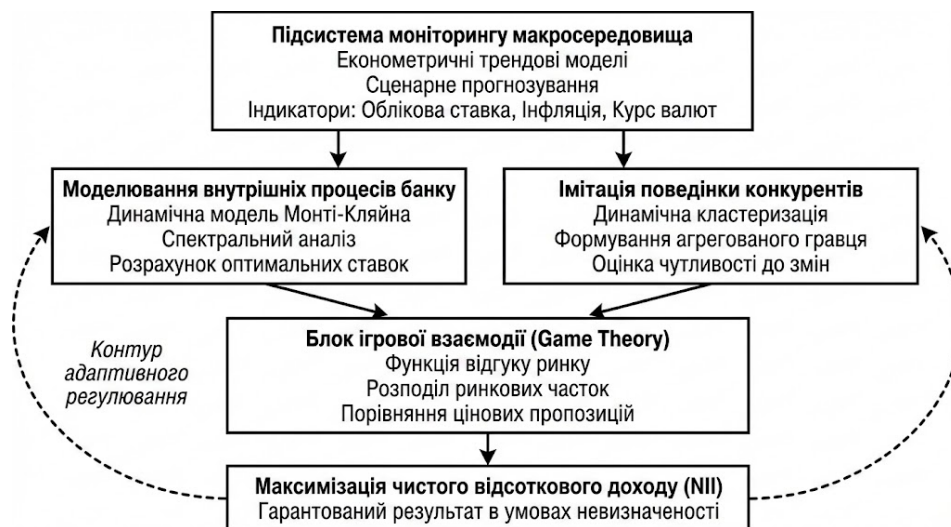 Підсистема моніторингу макросередовища
Економетричні трендові моделі
Сценарне прогнозування
Індикатори: Облікова ставка, Інфляція, Курс валют
Моделювання внутрішніх процесів банку
Динамічна модель Монті-Кляйна
Спектральний аналіз
Розрахунок оптимальних ставок
Імітація поведінки конкурентів
Динамічна кластеризація
Формування агрегованого гравця
Оцінка чутливості до змін
Блок ігрової взаємодії (Game Theory)
Функція відгуку ринку
Розподіл ринкових часток
Порівняння цінових пропозицій
Контур
адаптивного
регулювання
Максимізація чистого відсоткового доходу (NII)
Гарантований результат в умовах невизначеності